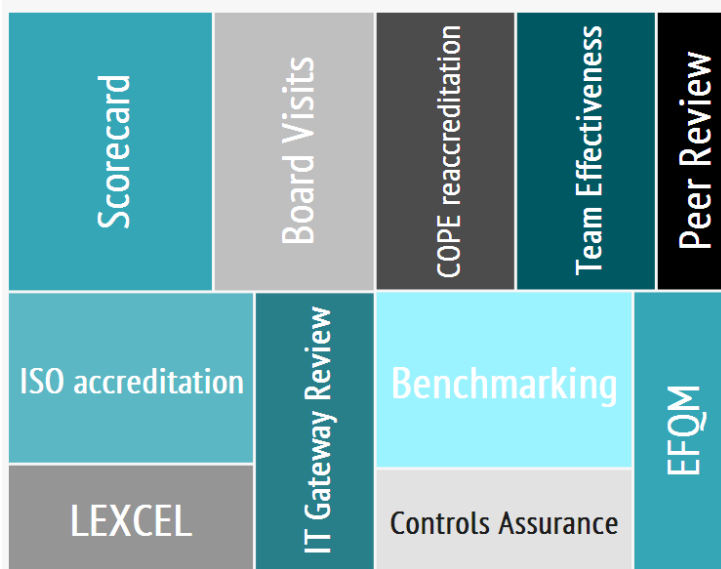 Scorecard
Board Visits
COPE reaccreditation
Team Effectiveness
Peer Review
ISO accreditation
IT Gateway Review
Benchmarking
EFQM
LEXCEL
Controls Assurance